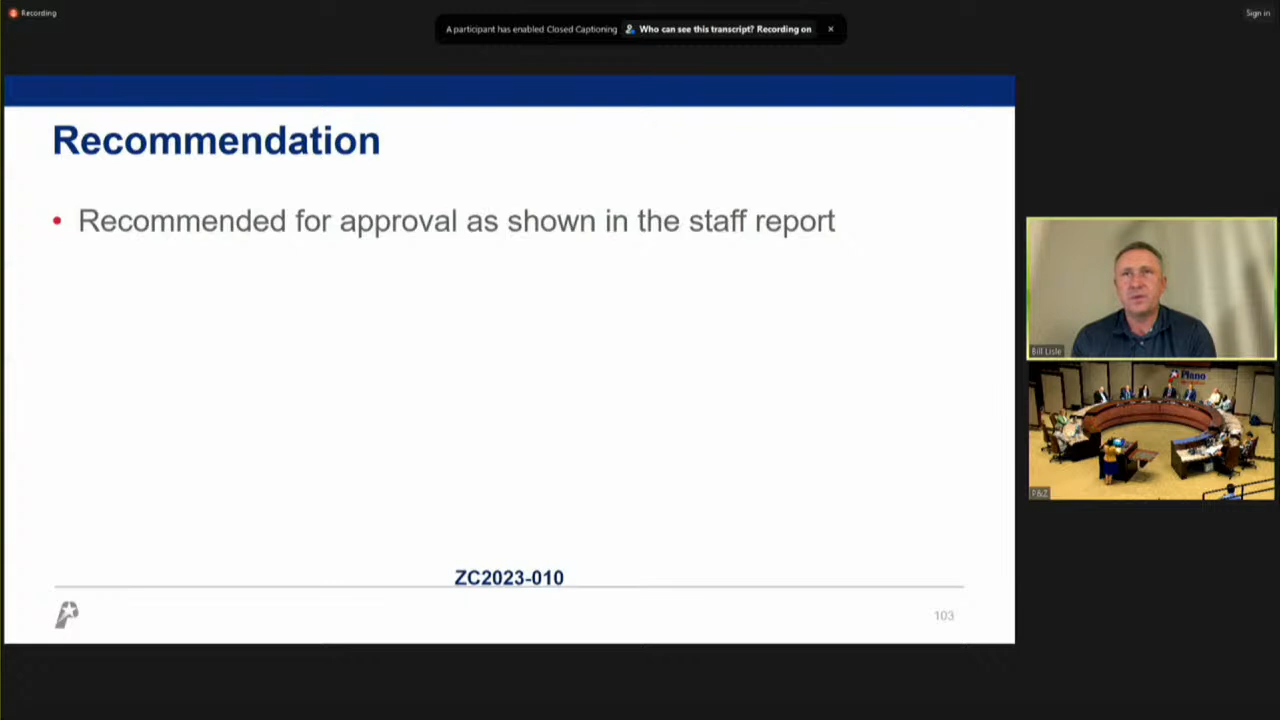 Recording
Sign in
A participant has enabled Closed Captioning Who can see this transcript? Recording on ×
Recommendation
• Recommended for approval as shown in the staff report
Bill Lisle
Plano
P&Z
ZC2023-010
103